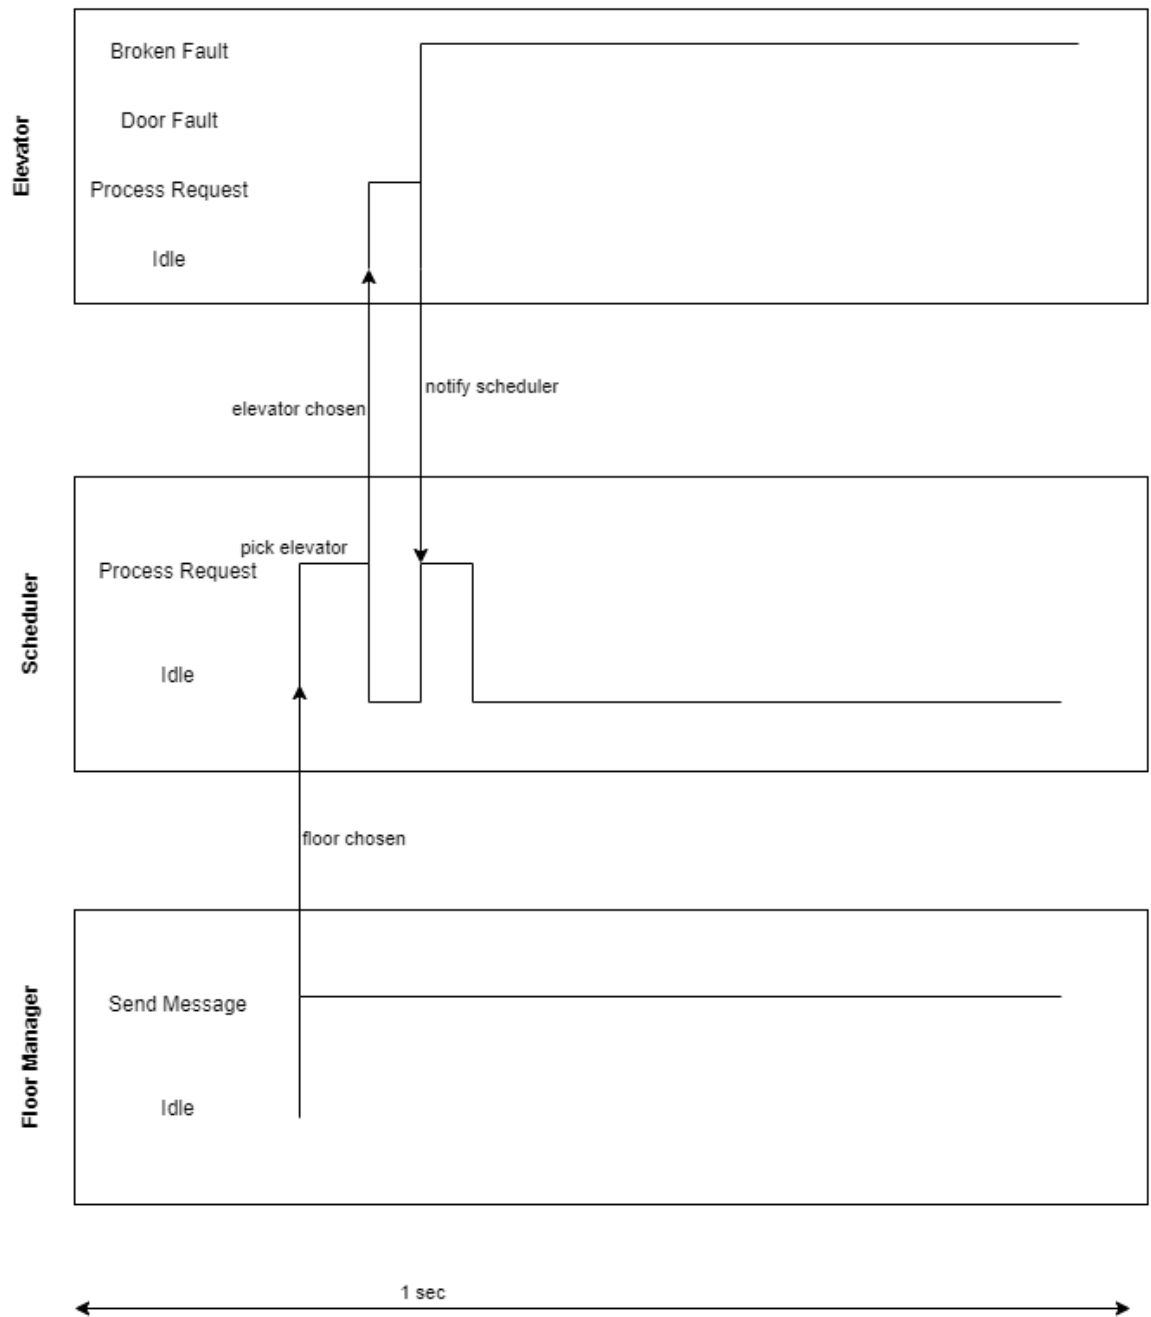 Elevator
Broken Fault
Door Fault
Process Request
Idle
notify scheduler
elevator chosen
Scheduler
pick elevator
Process Request
Idle
floor chosen
Floor Manager
Send Message
Idle
1 sec